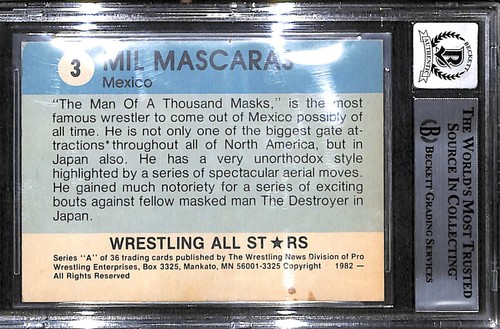 3 MIL MASCARAS
Mexico
"The Man Of A Thousand Masks," is the most
famous wrestler to come out of Mexico possibly of
all time. He is not only one of the biggest gate at-
tractions throughout all of North America, but in
Japan also. He has a very unorthodox style
highlighted by a series of spectacular aerial moves.
He gained much notoriety for a series of exciting
bouts against fellow masked man The Destroyer in
Japan.
WRESTLING ALL ST★RS
Series "A" of 36 trading cards published by The Wrestling News Division of Pro
Wrestling Enterprises, Box 3325, Mankato, MN 56001-3325 Copyright 1982 —
All Rights Reserved
BECKETT
AUTHENTIC
THE WORLD'S MOST TRUSTED
SOURCE IN COLLECTING™
BECKETT GRADING SERVICES